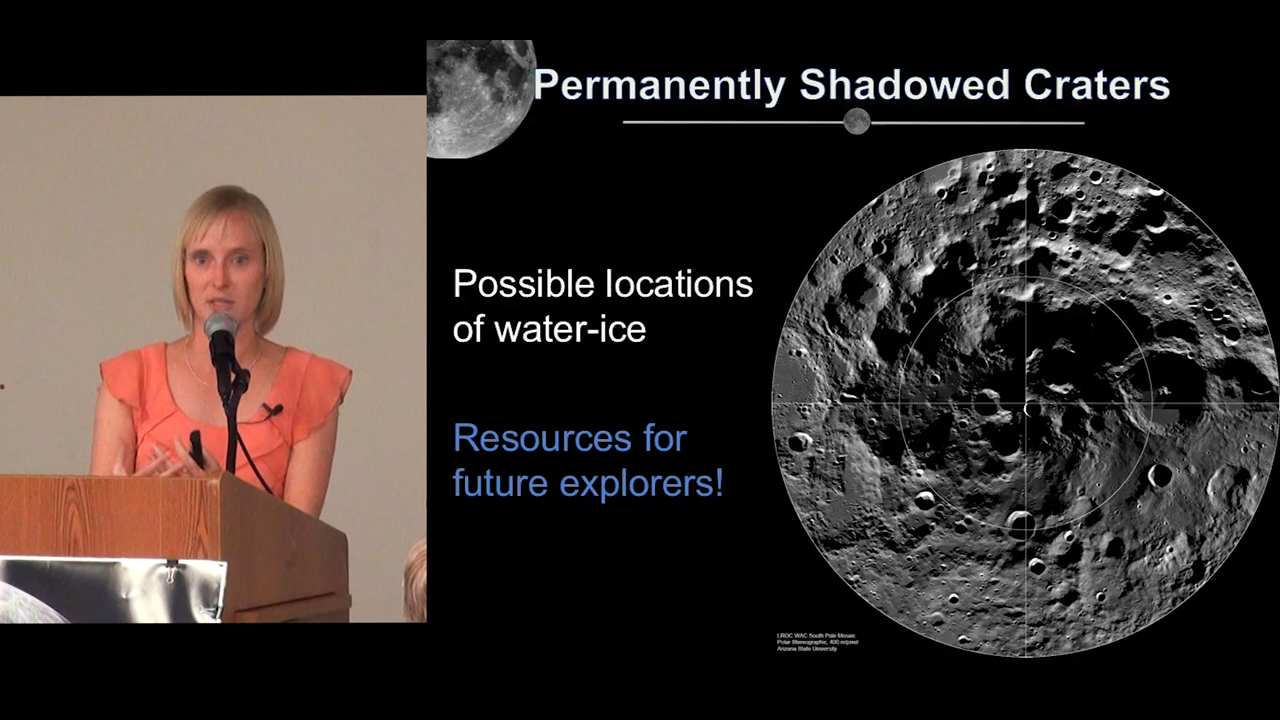 Permanently Shadowed Craters
Possible locations
of water-ice
Resources for
future explorers!
LROC WAC South Pole Mosaic
Polar Stereographic, 400 m/pixel
Arizona State University